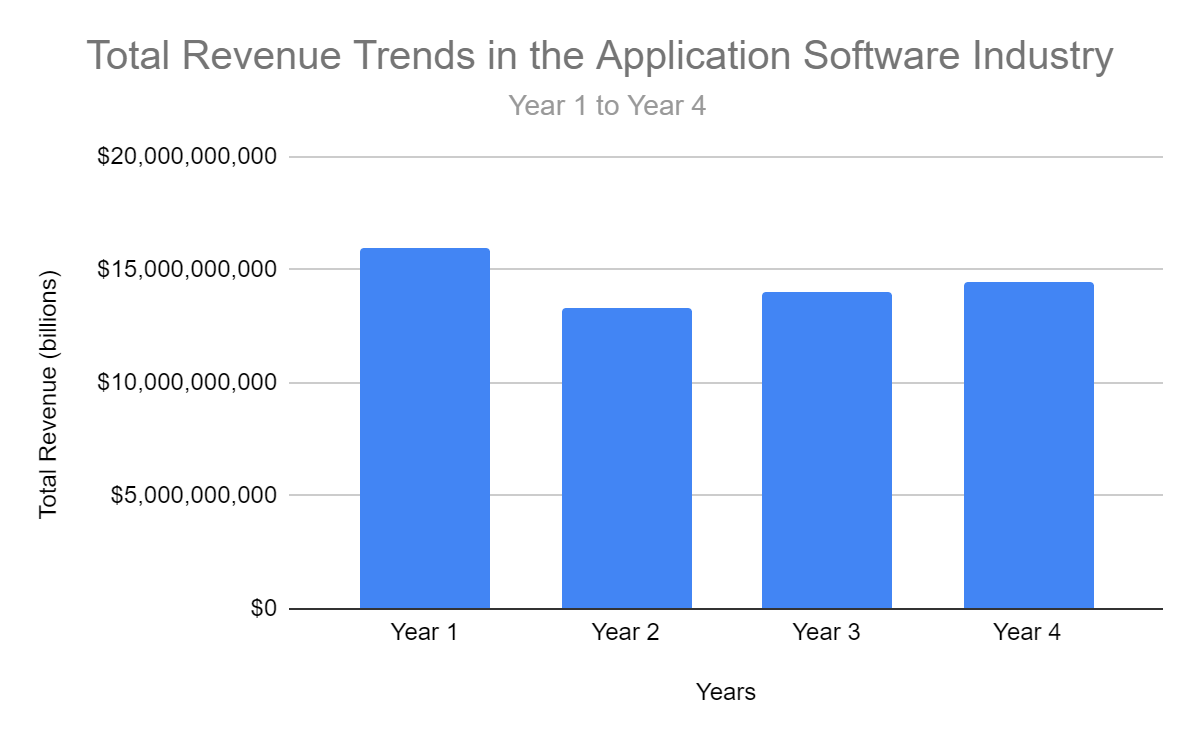 Total Revenue Trends in the Application Software Industry
Year 1 to Year 4
Total Revenue (billions)
$20,000,000,000
$15,000,000,000
$10,000,000,000
$5,000,000,000
$0
Year 1
Year 2
Year 3
Year 4
Years